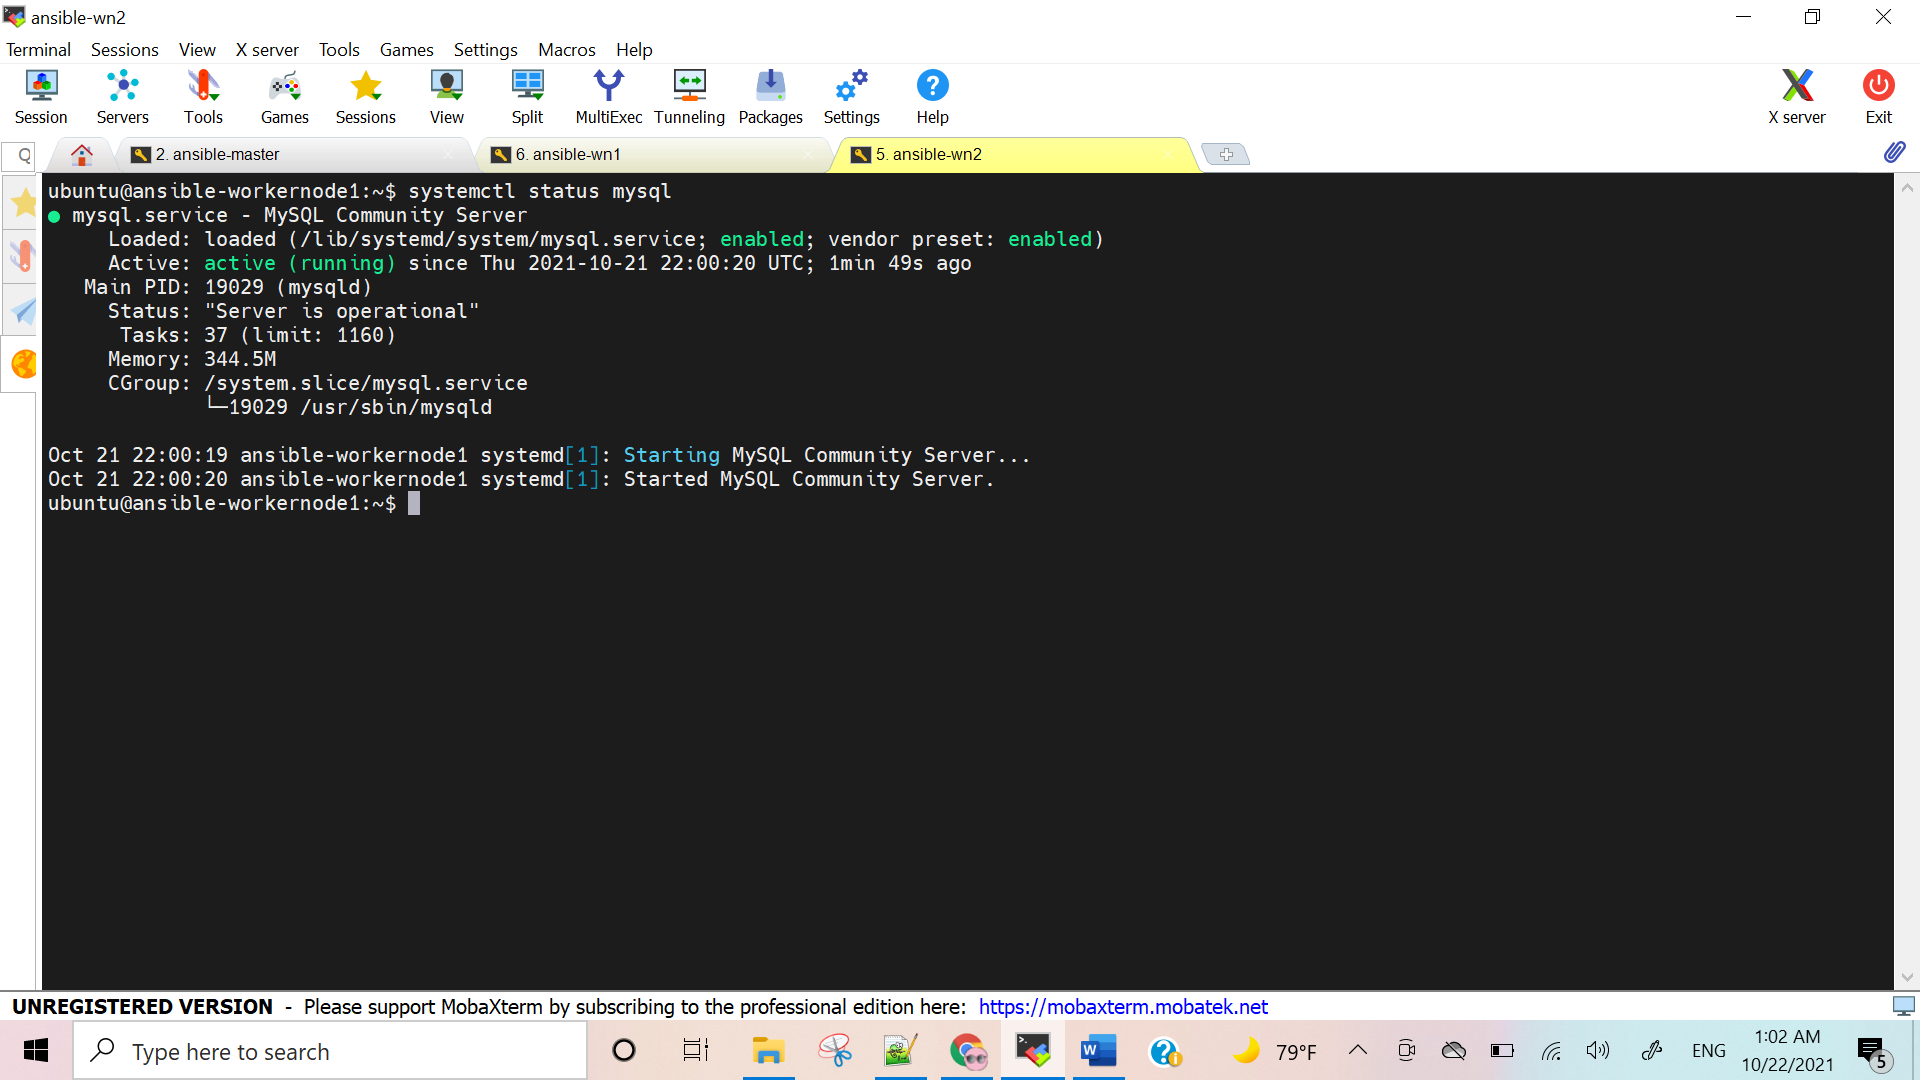 ansible-wn2
Terminal Sessions View X server Tools Games Settings Macros Help
Session Servers Tools Games Sessions View Split MultiExec Tunneling Packages Settings Help X server Exit
2. ansible-master 6. ansible-wn1 5. ansible-wn2
ubuntu@ansible-workernode1:~$ systemctl status mysql
● mysql.service - MySQL Community Server
Loaded: loaded (/lib/systemd/system/mysql.service; enabled; vendor preset: enabled)
Active: active (running) since Thu 2021-10-21 22:00:20 UTC; 1min 49s ago
Main PID: 19029 (mysqld)
Status: "Server is operational"
Tasks: 37 (limit: 1160)
Memory: 344.5M
CGroup: /system.slice/mysql.service
└─19029 /usr/sbin/mysqld
Oct 21 22:00:19 ansible-workernode1 systemd[1]: Starting MySQL Community Server...
Oct 21 22:00:20 ansible-workernode1 systemd[1]: Started MySQL Community Server.
ubuntu@ansible-workernode1:~$
UNREGISTERED VERSION - Please support MobaXterm by subscribing to the professional edition here: https://mobaxterm.mobatek.net
Type here to search
79°F
ENG
1:02 AM
10/22/2021
5